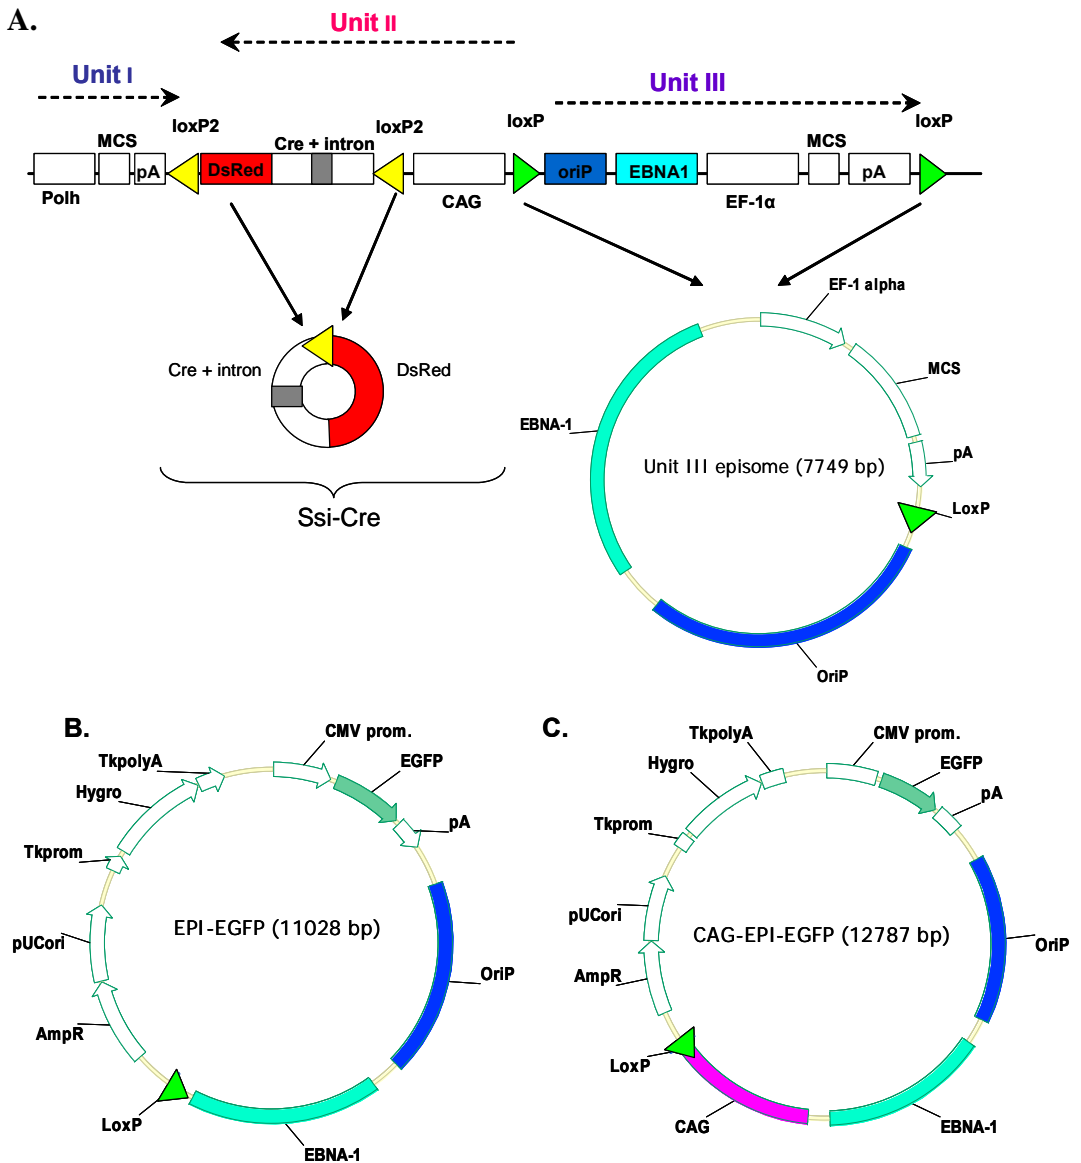 A.
Unit II
Unit I
Unit III
loxP2
loxP2
loxP
loxP
MCS
Cre + intron
MCS
pA
DsRed
oriP
EBNA1
pA
Polh
CAG
EF-1α
EF-1 alpha
MCS
pA
LoxP
OriP
EBNA-1
Unit III episome (7749 bp)
Cre + intron
DsRed
Ssi-Cre
B.
CMV prom.
EGFP
pA
OriP
EBNA-1
LoxP
AmpR
pUCori
Tkprom
Hygro
TkpolyA
EPI-EGFP (11028 bp)
C.
CMV prom.
EGFP
pA
OriP
EBNA-1
CAG
LoxP
AmpR
pUCori
Tkprom
Hygro
TkpolyA
CAG-EPI-EGFP (12787 bp)